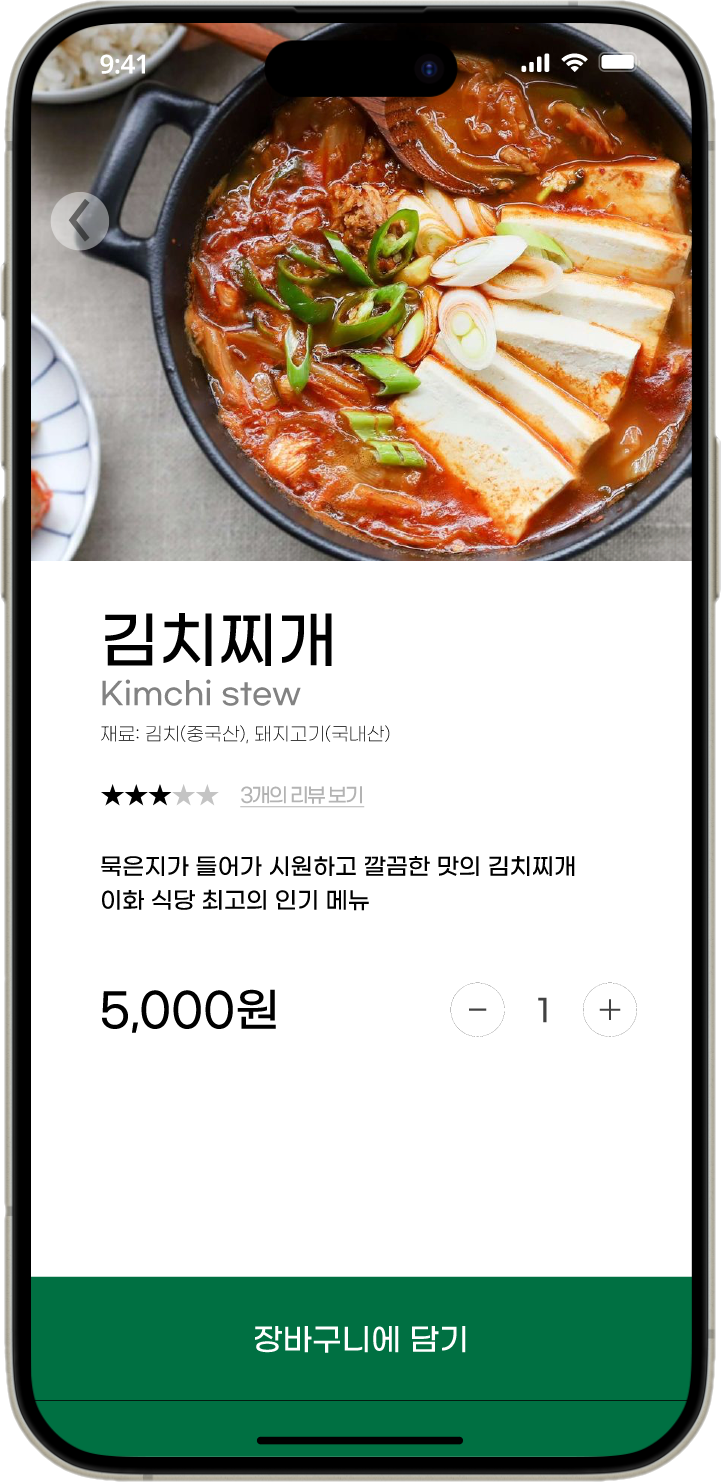 9:41
김치찌개
Kimchi stew
재료: 김치(중국산), 돼지고기(국내산)
★★★★★ 3개의 리뷰 보기
묵은지가 들어가 시원하고 깔끔한 맛의 김치찌개
이화 식당 최고의 인기 메뉴
5,000원 − 1 +
장바구니에 담기